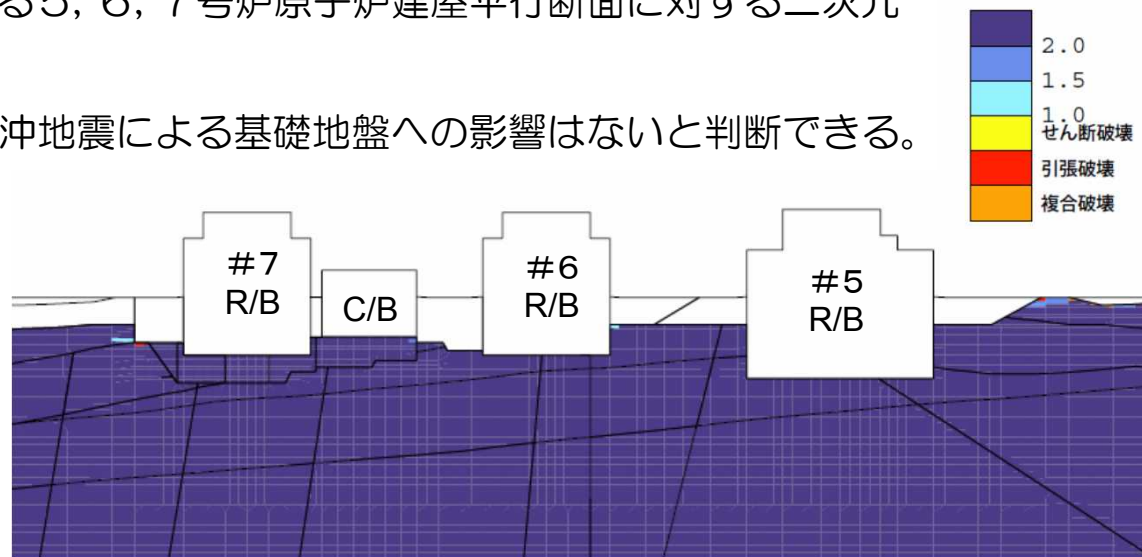 る5，6，7号炉原子炉建屋平行断面に対する二次元
沖地震による基礎地盤への影響はないと判断できる。
2.0
1.5
1.0
せん断破壊
引張破壊
複合破壊
＃7
R/B
C/B
＃6
R/B
＃5
R/B